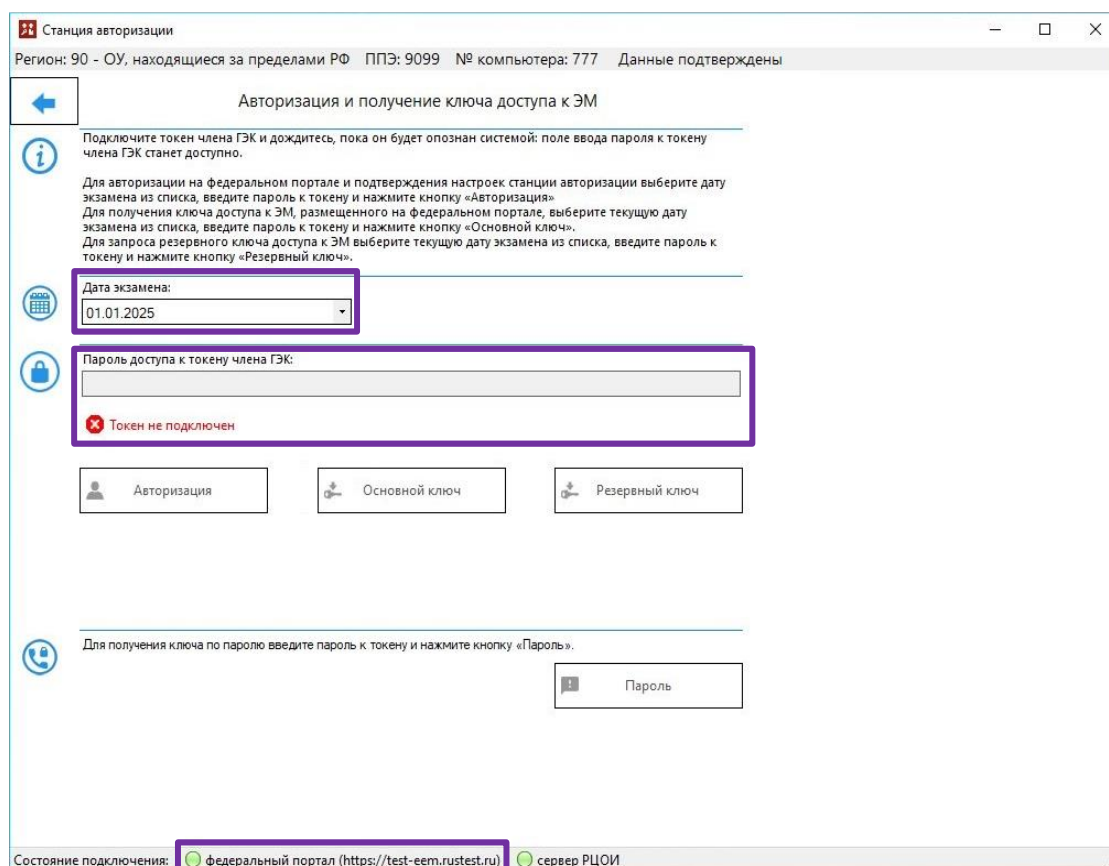 Станция авторизации
Регион: 90 - ОУ, находящиеся за пределами РФ ППЭ: 9099 № компьютера: 777 Данные подтверждены
Авторизация и получение ключа доступа к ЭМ
Подключите токен члена ГЭК и дождитесь, пока он будет опознан системой: поле ввода пароля к токену
члена ГЭК станет доступно.
Для авторизации на федеральном портале и подтверждения настроек станции авторизации выберите дату
экзамена из списка, введите пароль к токену и нажмите кнопку «Авторизация»
Для получения ключа доступа к ЭМ, размещенного на федеральном портале, выберите текущую дату
экзамена из списка, введите пароль к токену и нажмите кнопку «Основной ключ».
Для запроса резервного ключа доступа к ЭМ выберите текущую дату экзамена из списка, введите пароль к
токену и нажмите кнопку «Резервный ключ».
Дата экзамена:
01.01.2025
Пароль доступа к токену члена ГЭК:
Токен не подключен
Авторизация Основной ключ Резервный ключ
Для получения ключа по паролю введите пароль к токену и нажмите кнопку «Пароль».
Пароль
Состояние подключения: федеральный портал (https://test-eem.rustest.ru) сервер РЦОИ